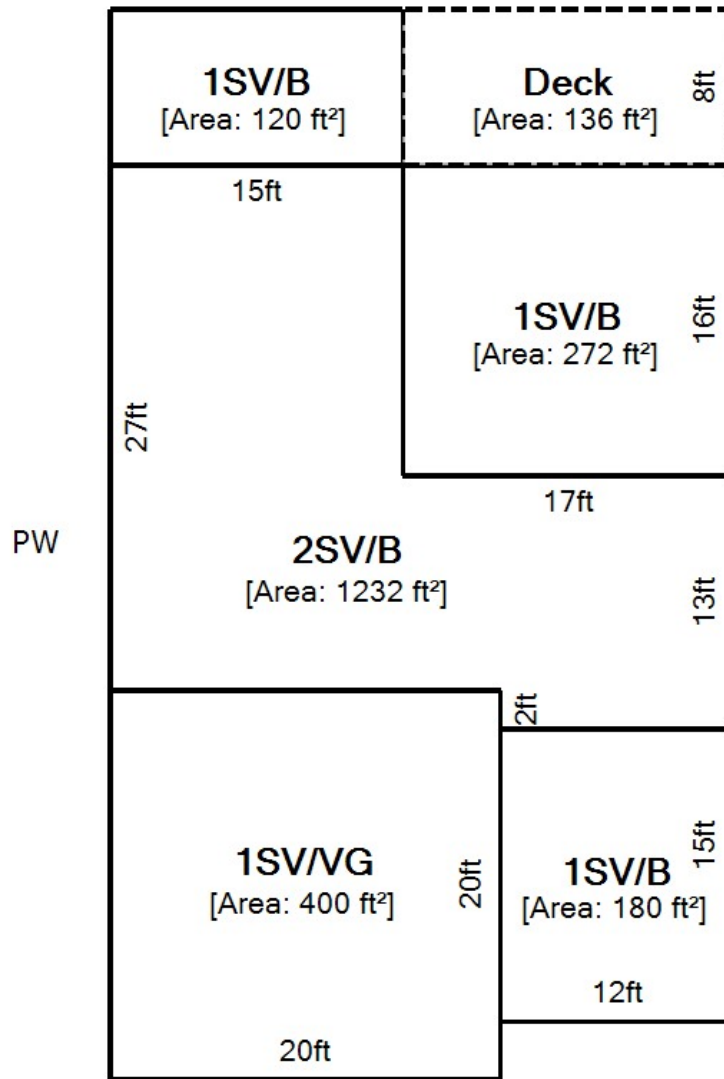 1SV/B
[Area: 120 ft²]
Deck
[Area: 136 ft²]
8ft
15ft
1SV/B
[Area: 272 ft²]
16ft
27ft
17ft
PW
2SV/B
[Area: 1232 ft²]
13ft
2ft
1SV/VG
[Area: 400 ft²]
20ft
1SV/B
[Area: 180 ft²]
15ft
12ft
20ft